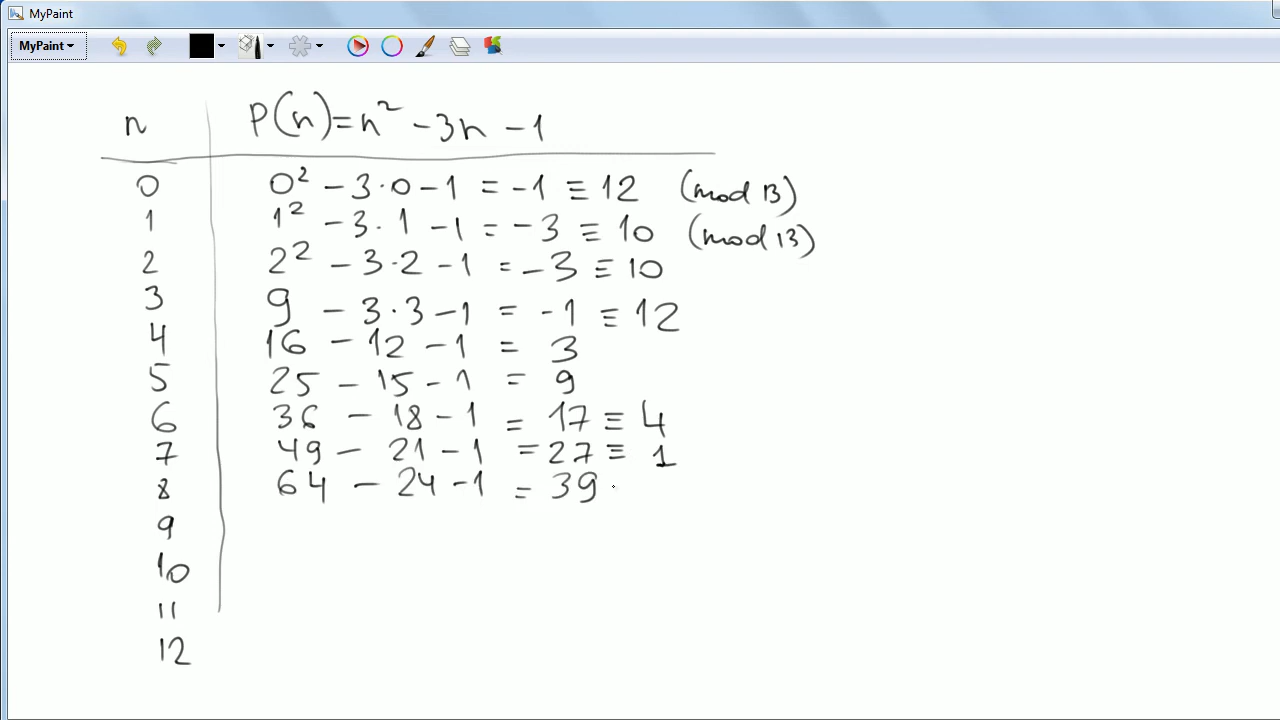 MyPaint
MyPaint
n P(n)=n² -3n -1
0 0² - 3·0 - 1 = -1 ≡ 12 (mod 13)
1 1² - 3·1 - 1 = -3 ≡ 10 (mod 13)
2 2² - 3·2 - 1 = -3 ≡ 10
3 9 - 3·3 - 1 = -1 ≡ 12
4 16 - 12 - 1 = 3
5 25 - 15 - 1 = 9
6 36 - 18 - 1 = 17 ≡ 4
7 49 - 21 - 1 = 27 ≡ 1
8 64 - 24 - 1 = 39
9
10
11
12